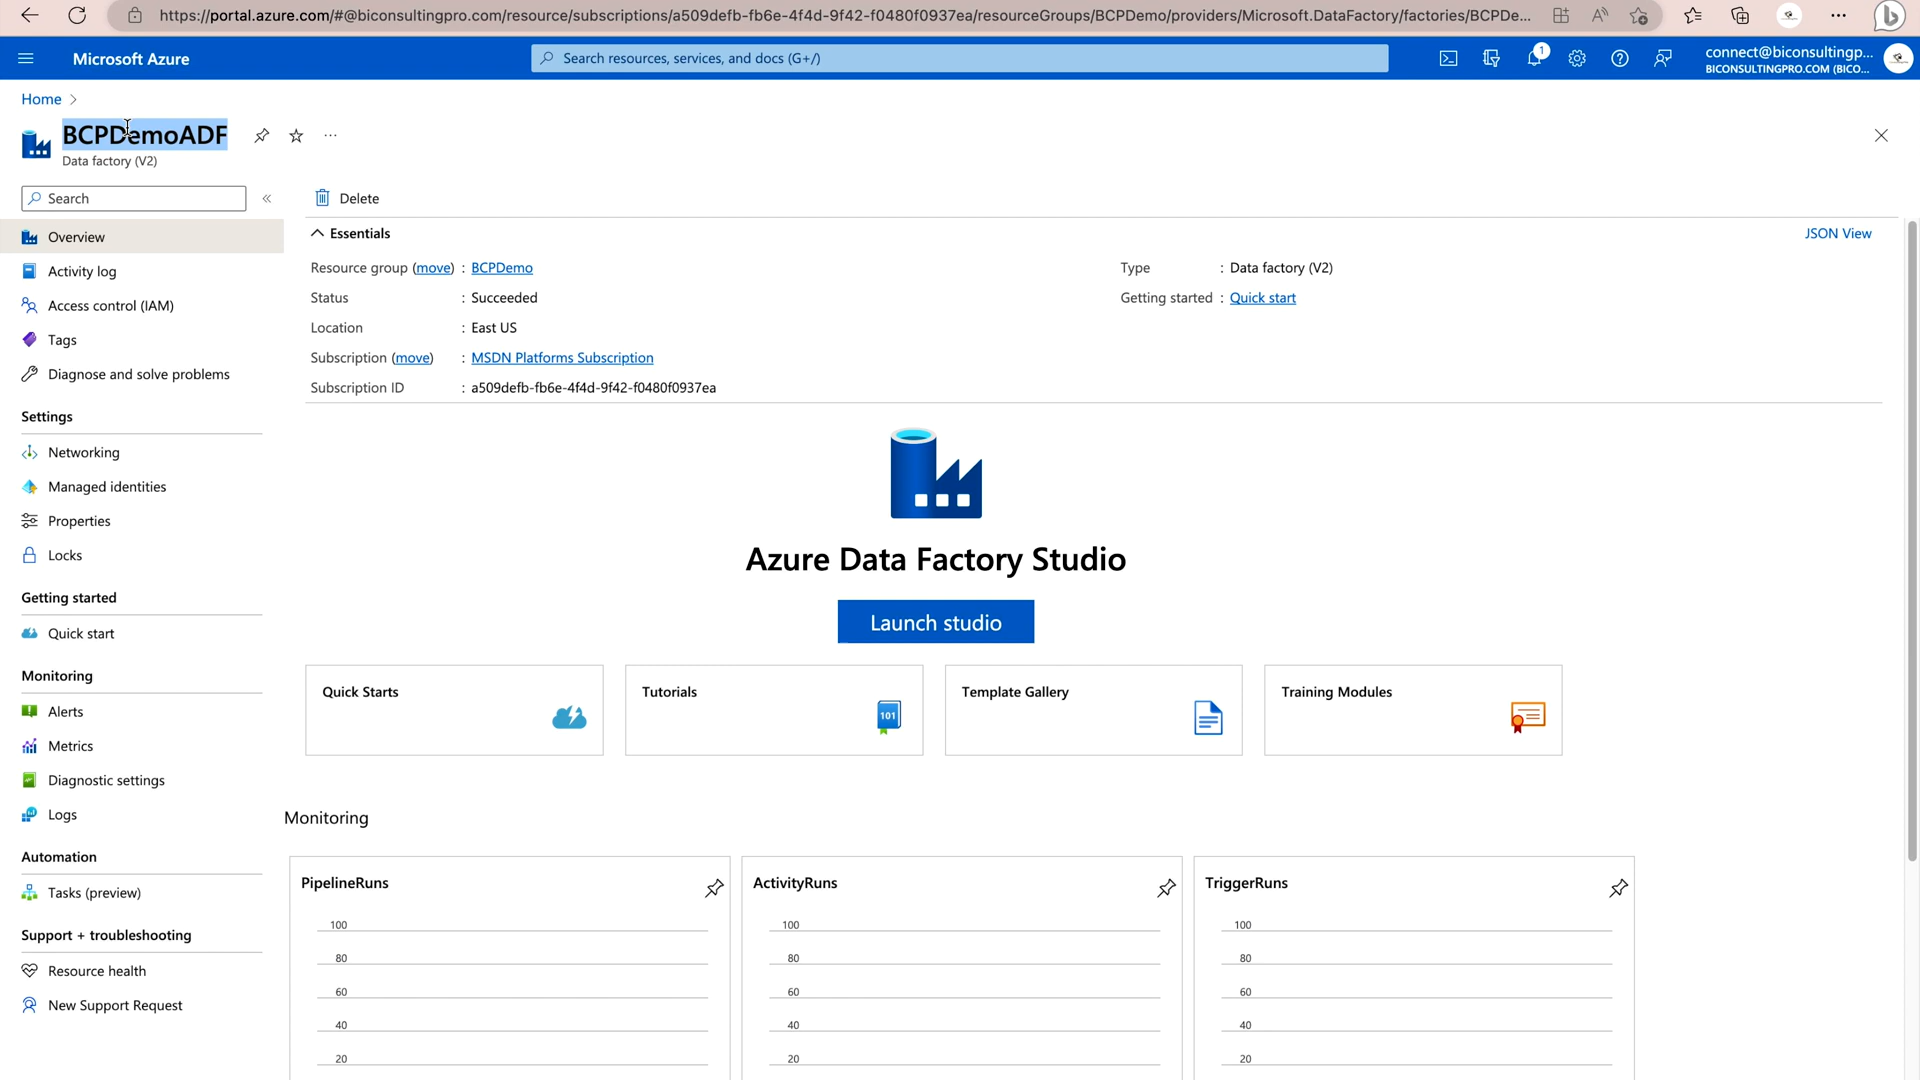 https://portal.azure.com/#@biconsultingpro.com/resource/subscriptions/a509defb-fb6e-4f4d-9f42-f0480f0937ea/resourceGroups/BCPDemo/providers/Microsoft.DataFactory/factories/BCPDe...
Microsoft Azure
Search resources, services, and docs (G+/)
1
connect@biconsultingp...
BICONSULTINGPRO.COM (BICO...
Home
BCPDemoADF
Data factory (V2)
Search
Delete
Overview
Activity log
Access control (IAM)
Tags
Diagnose and solve problems
Settings
Networking
Managed identities
Properties
Locks
Getting started
Quick start
Monitoring
Alerts
Metrics
Diagnostic settings
Logs
Automation
Tasks (preview)
Support + troubleshooting
Resource health
New Support Request
Essentials
JSON View
Resource group (move) : BCPDemo
Status : Succeeded
Location : East US
Subscription (move) : MSDN Platforms Subscription
Subscription ID : a509defb-fb6e-4f4d-9f42-f0480f0937ea
Type : Data factory (V2)
Getting started : Quick start
Azure Data Factory Studio
Launch studio
Quick Starts
Tutorials
101
Template Gallery
Training Modules
Monitoring
PipelineRuns
100
80
60
40
20
ActivityRuns
100
80
60
40
20
TriggerRuns
100
80
60
40
20